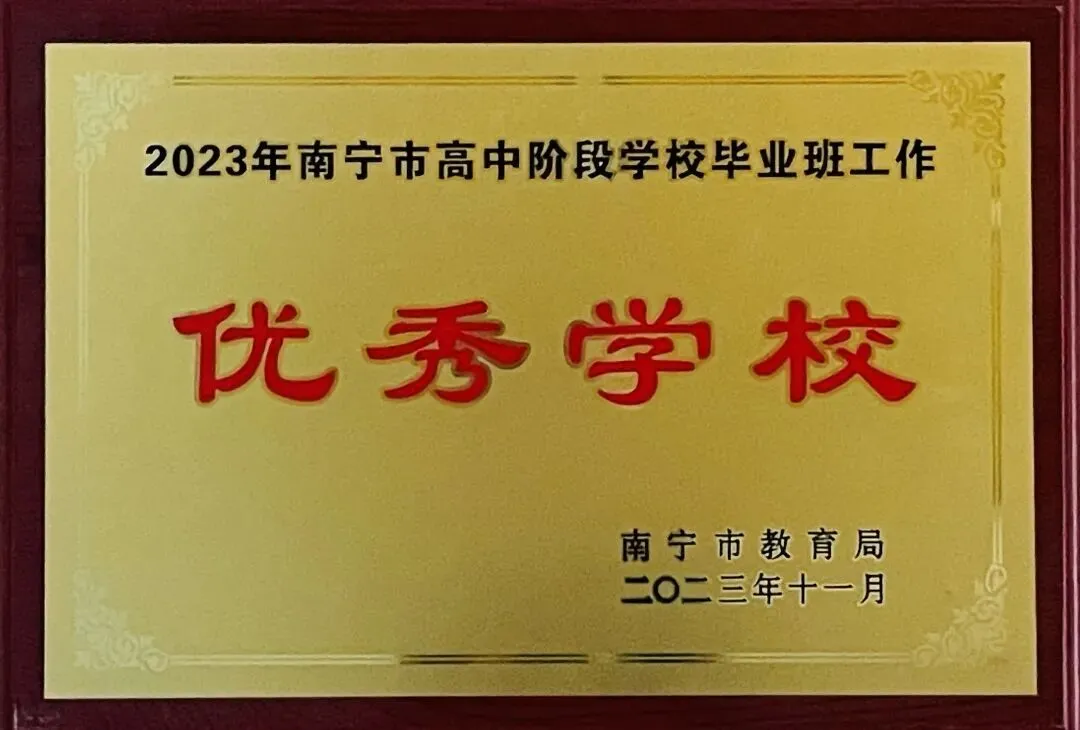 2023年南宁市高中阶段学校毕业班工作
优秀学校
南宁市教育局
二〇二三年十一月